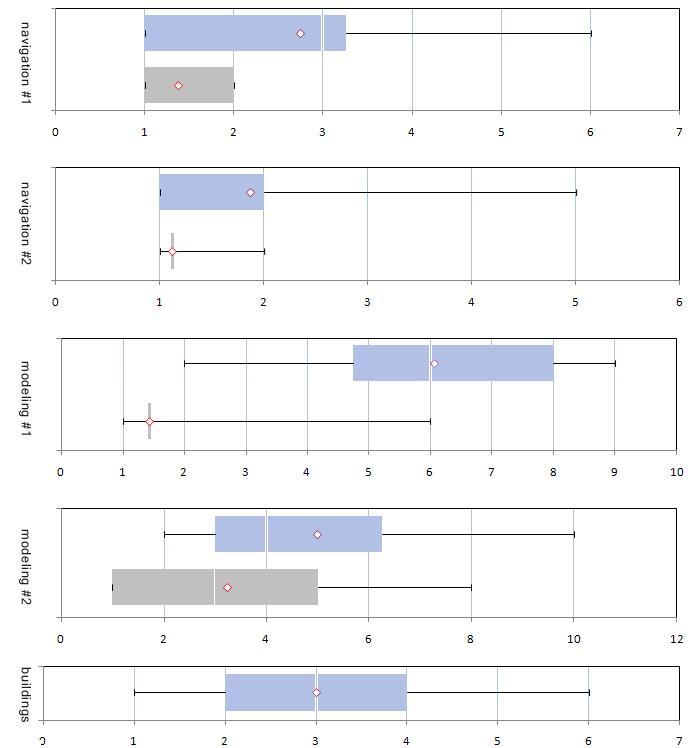 navigation #1
0 1 2 3 4 5 6 7
navigation #2
0 1 2 3 4 5 6
modeling #1
0 1 2 3 4 5 6 7 8 9 10
modeling #2
0 2 4 6 8 10 12
buildings
0 1 2 3 4 5 6 7